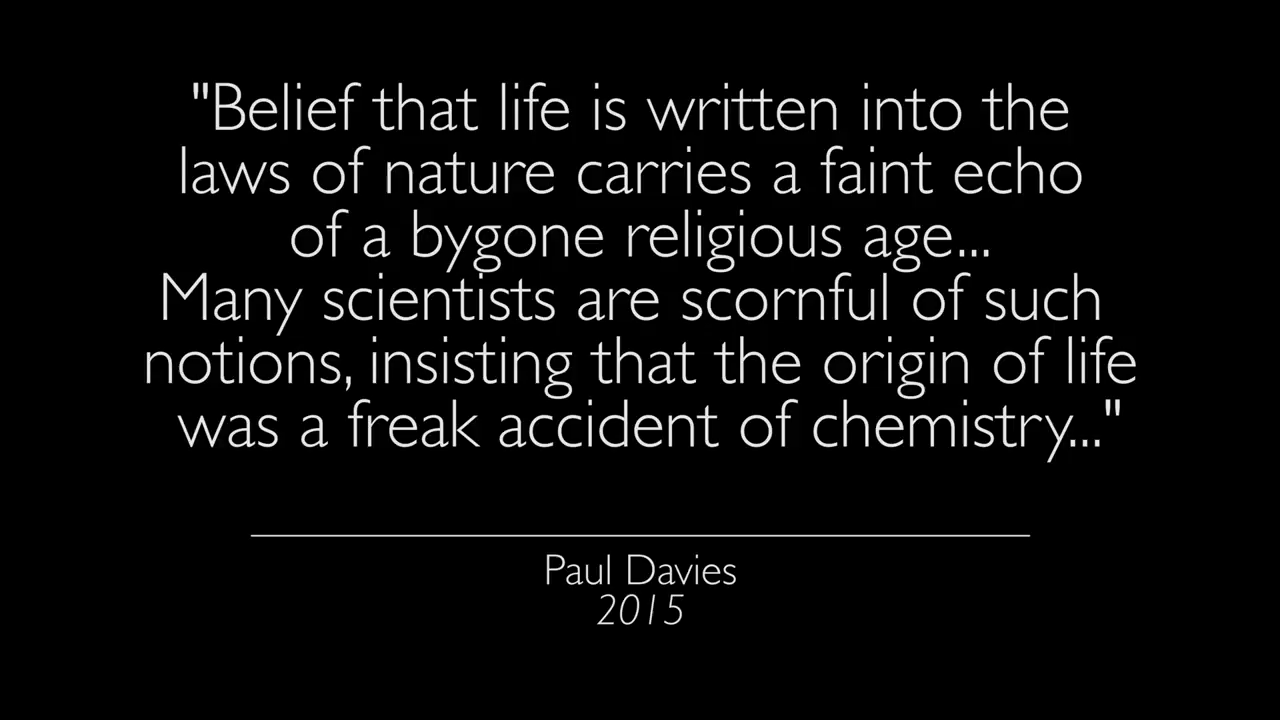 "Belief that life is written into the
laws of nature carries a faint echo
of a bygone religious age...
Many scientists are scornful of such
notions, insisting that the origin of life
was a freak accident of chemistry..."
Paul Davies
2015